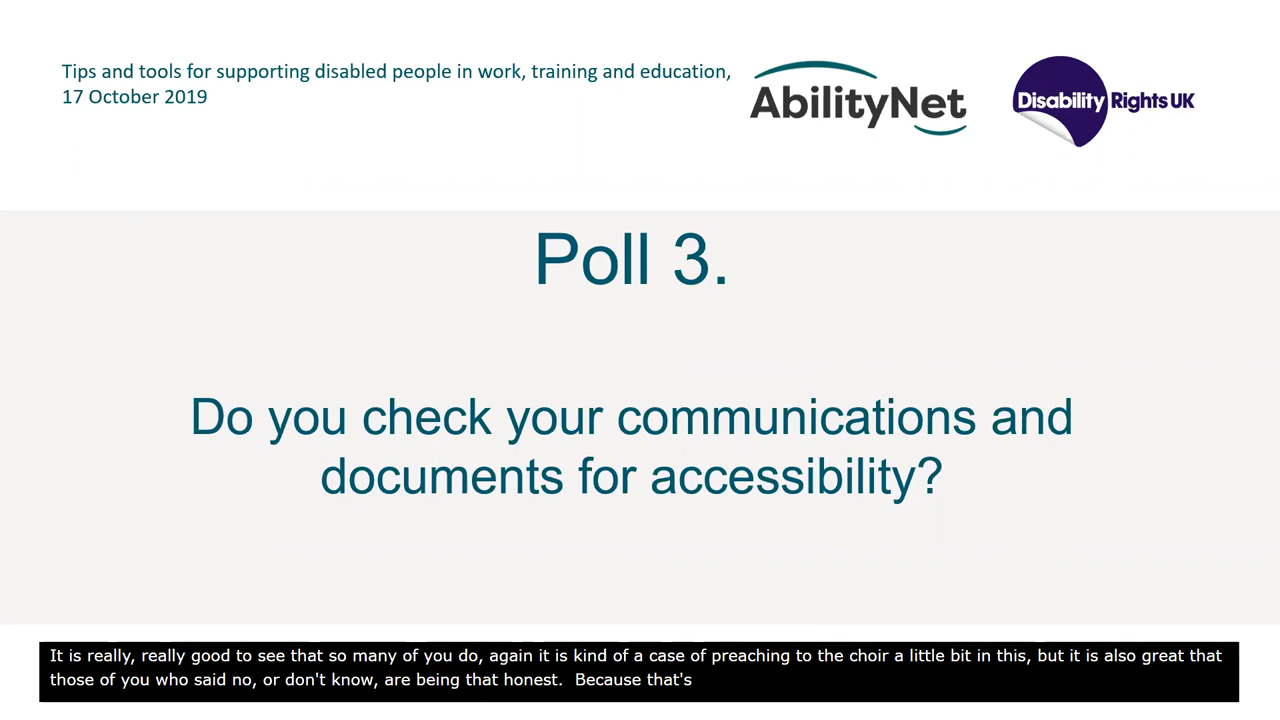 Tips and tools for supporting disabled people in work, training and education,
17 October 2019
AbilityNet
Disability Rights UK
Poll 3.
Do you check your communications and
documents for accessibility?
It is really, really good to see that so many of you do, again it is kind of a case of preaching to the choir a little bit in this, but it is also great that
those of you who said no, or don't know, are being that honest.  Because that's